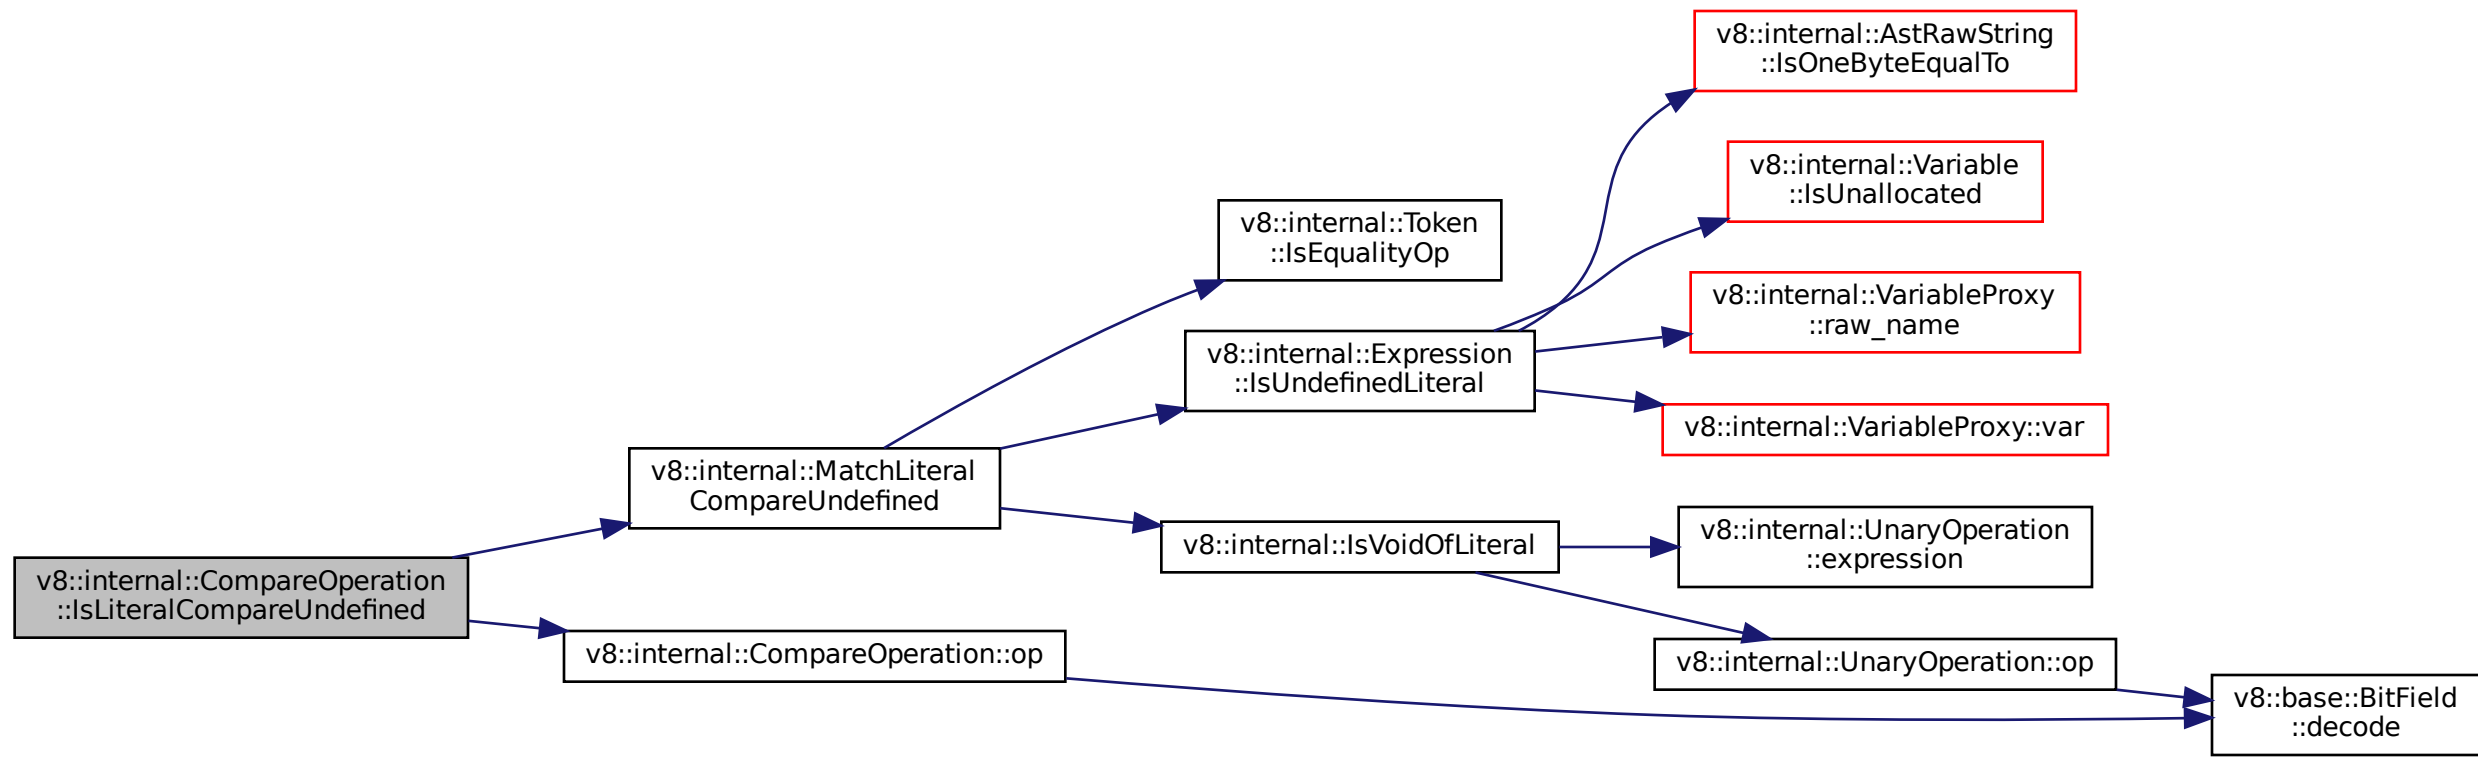 v8::internal::AstRawString
::IsOneByteEqualTo
v8::internal::Variable
::IsUnallocated
v8::internal::Token
::IsEqualityOp
v8::internal::VariableProxy
::raw_name
v8::internal::Expression
::IsUndefinedLiteral
v8::internal::VariableProxy::var
v8::internal::MatchLiteral
CompareUndefined
v8::internal::UnaryOperation
::expression
v8::internal::IsVoidOfLiteral
v8::internal::CompareOperation
::IsLiteralCompareUndefined
v8::internal::CompareOperation::op
v8::internal::UnaryOperation::op
v8::base::BitField
::decode